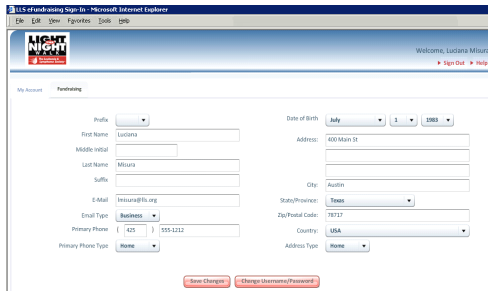 LLS eFundraising Sign-In - Microsoft Internet Explorer
File Edit View Favorites Tools Help
LIGHT
THE
NIGHT
WALK
Welcome, Luciana Misura
Sign Out Help
My Account Fundraising
Prefix
First Name Luciana
Middle Initial
Last Name Misura
Suffix
E-Mail lmisura@lls.org
Email Type Business
Primary Phone ( 425 ) 555-1212
Primary Phone Type Home
Date of Birth July 1 1983
Address: 400 Main St
City: Austin
State/Province: Texas
Zip/Postal Code: 78717
Country: USA
Address Type Home
Save Changes Change Username/Password